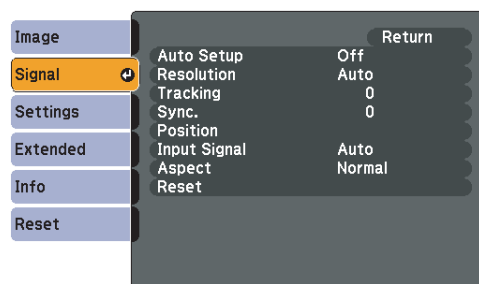 Image
Signal
Settings
Extended
Info
Reset
Return
Auto Setup Off
Resolution Auto
Tracking 0
Sync. 0
Position
Input Signal Auto
Aspect Normal
Reset